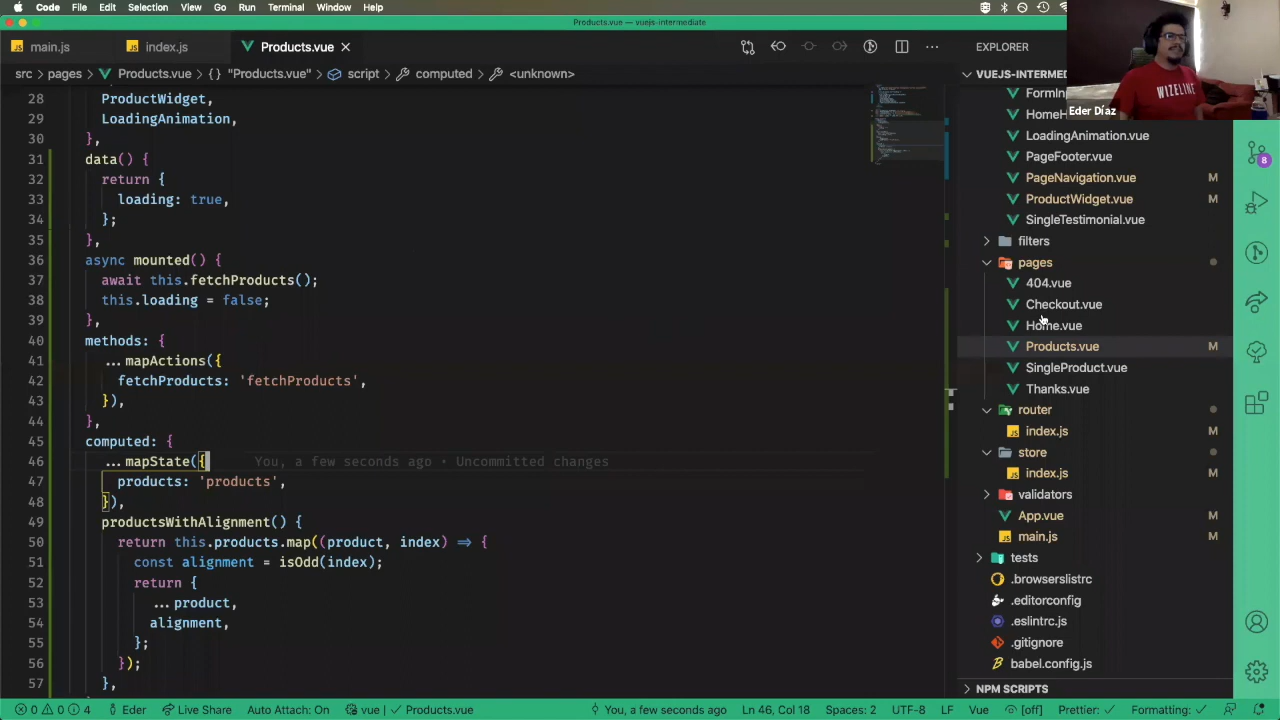 Code File Edit Selection View Go Run Terminal Window Help
Products.vue — vuejs-intermediate
main.js index.js Products.vue
EXPLORER
src > pages > Products.vue > {} "Products.vue" > script > computed > <unknown>
VUEJS-INTERMED
WIZELINE
Eder Díaz
28 ProductWidget,
29 LoadingAnimation,
30 },
31 data() {
32 return {
33 loading: true,
34 };
35 },
36 async mounted() {
37 await this.fetchProducts();
38 this.loading = false;
39 },
40 methods: {
41 ...mapActions({
42 fetchProducts: 'fetchProducts',
43 }),
44 },
45 computed: {
46 ...mapState({ You, a few seconds ago • Uncommitted changes
47 products: 'products',
48 }),
49 productsWithAlignment() {
50 return this.products.map((product, index) => {
51 const alignment = isOdd(index);
52 return {
53 ...product,
54 alignment,
55 };
56 });
57 },
LoadingAnimation.vue
PageFooter.vue
PageNavigation.vue M
ProductWidget.vue M
SingleTestimonial.vue
filters
pages
404.vue
Checkout.vue
Home.vue
Products.vue M
SingleProduct.vue
Thanks.vue
router
index.js
store
index.js
validators
App.vue M
main.js M
tests
.browserslistrc
.editorconfig
.eslintrc.js
.gitignore
babel.config.js
NPM SCRIPTS
8
0 0 4 Eder Live Share Auto Attach: On vue | ✓ Products.vue You, a few seconds ago Ln 46, Col 18 Spaces: 2 UTF-8 LF Vue [off] Prettier: ✓ Formatting: ✓